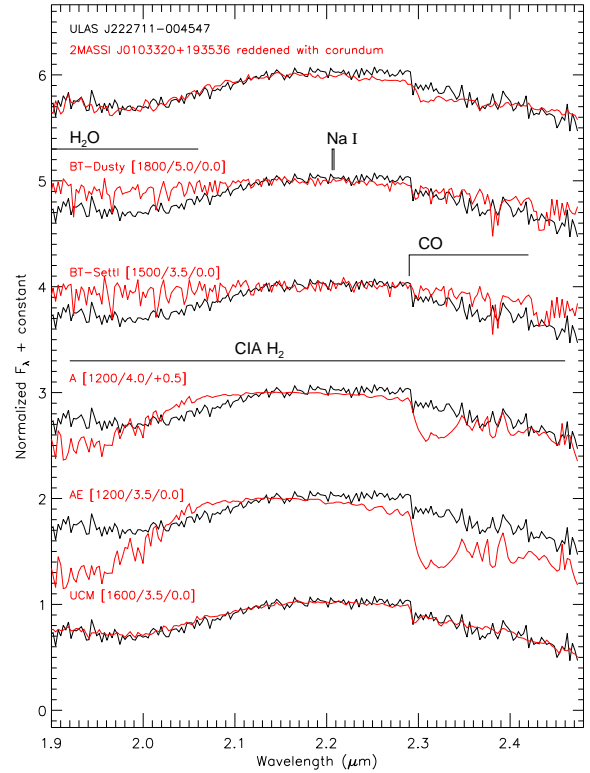 ULAS J222711-004547
2MASSI J0103320+193536 reddened with corundum
H₂O
Na I
BT-Dusty [1800/5.0/0.0]
CO
BT-Settl [1500/3.5/0.0]
CIA H₂
A [1200/4.0/+0.5]
AE [1200/3.5/0.0]
UCM [1600/3.5/0.0]
Normalized F_λ + constant
6
5
4
3
2
1
0
1.9 2.0 2.1 2.2 2.3 2.4
Wavelength (μm)